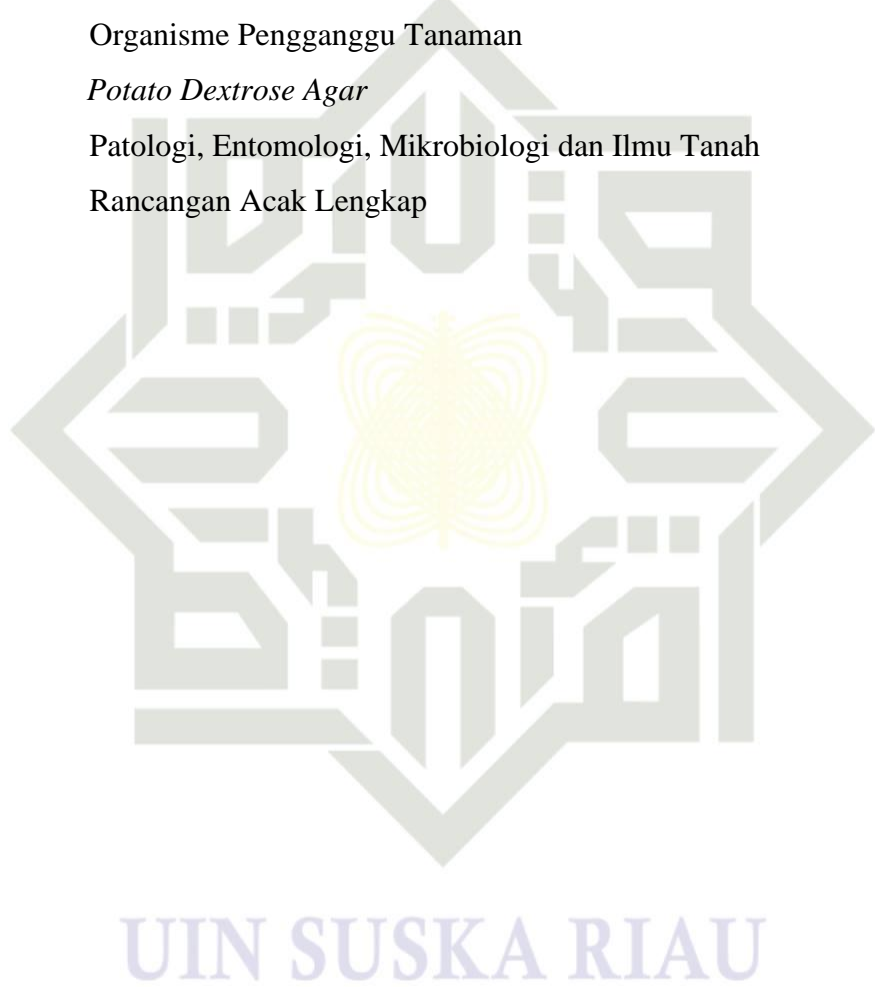 Organisme Pengganggu Tanaman
Potato Dextrose Agar
Patologi, Entomologi, Mikrobiologi dan Ilmu Tanah
Rancangan Acak Lengkap
UIN SUSKA RIAU